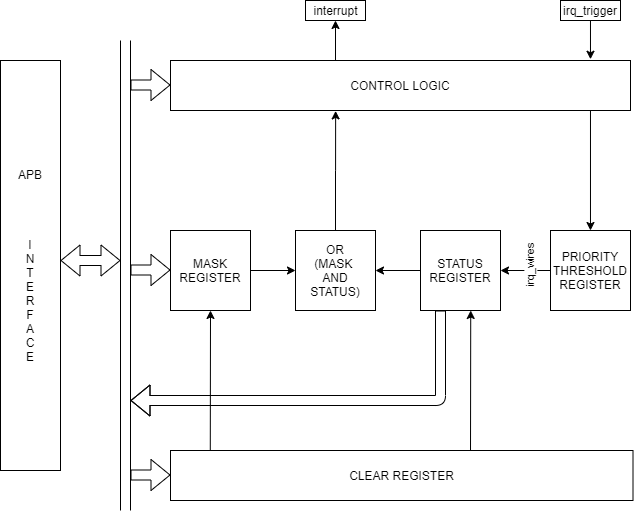 interrupt
irq_trigger
CONTROL LOGIC
APB
I
N
T
E
R
F
A
C
E
MASK
REGISTER
OR
(MASK
AND
STATUS)
STATUS
REGISTER
irq_wires
PRIORITY
THRESHOLD
REGISTER
CLEAR REGISTER